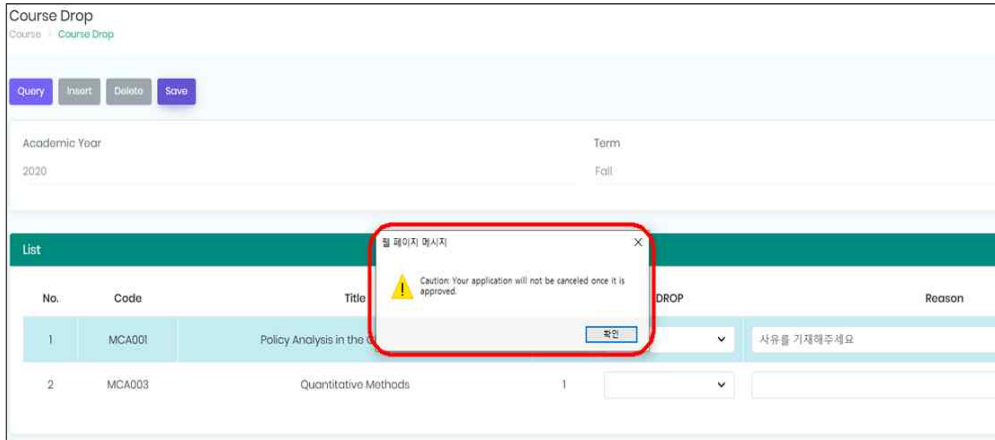 Course Drop
Course > Course Drop
Query Insert Delete Save
Academic Year Term
2020 Fall
웹 페이지 메시지 X
List
Caution: Your application will not be canceled once it is
approved.
확인
No. Code Title DROP Reason
1 MCA001 Policy Analysis in the 사유를 기재해주세요
2 MCA003 Quantitative Methods 1